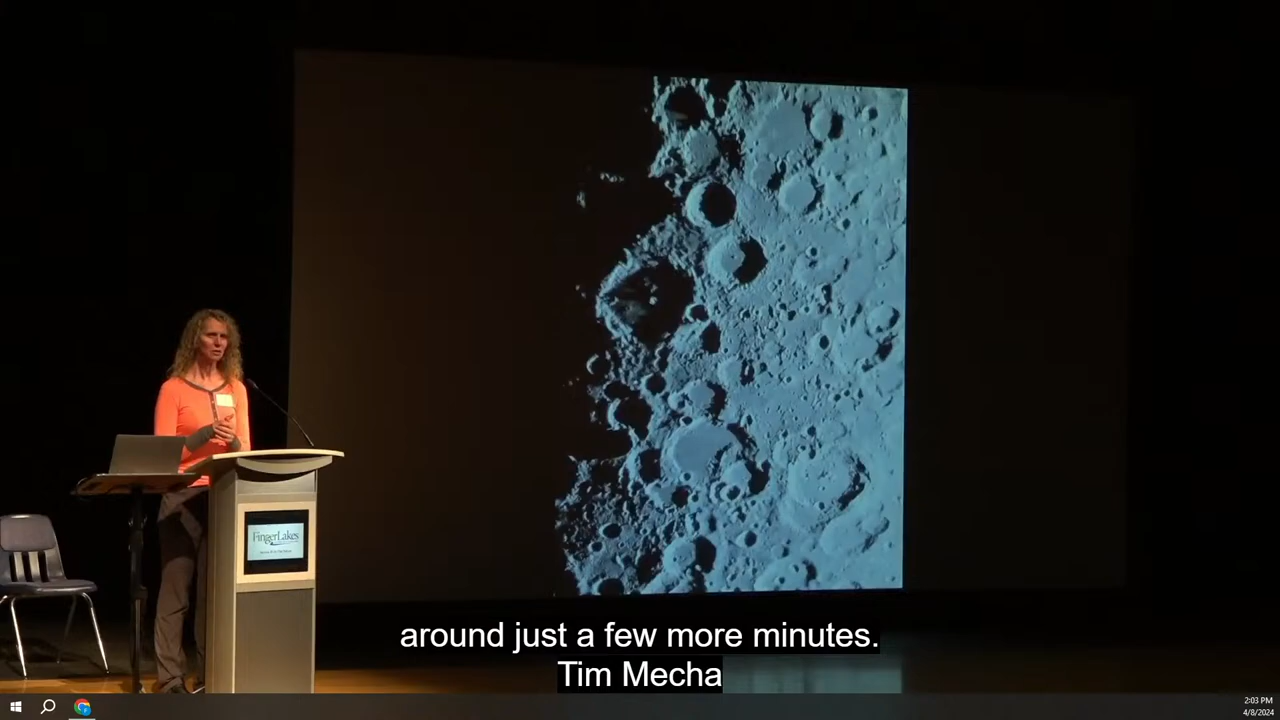 FingerLakes
around just a few more minutes.
Tim Mecha
2:03 PM
4/8/2024